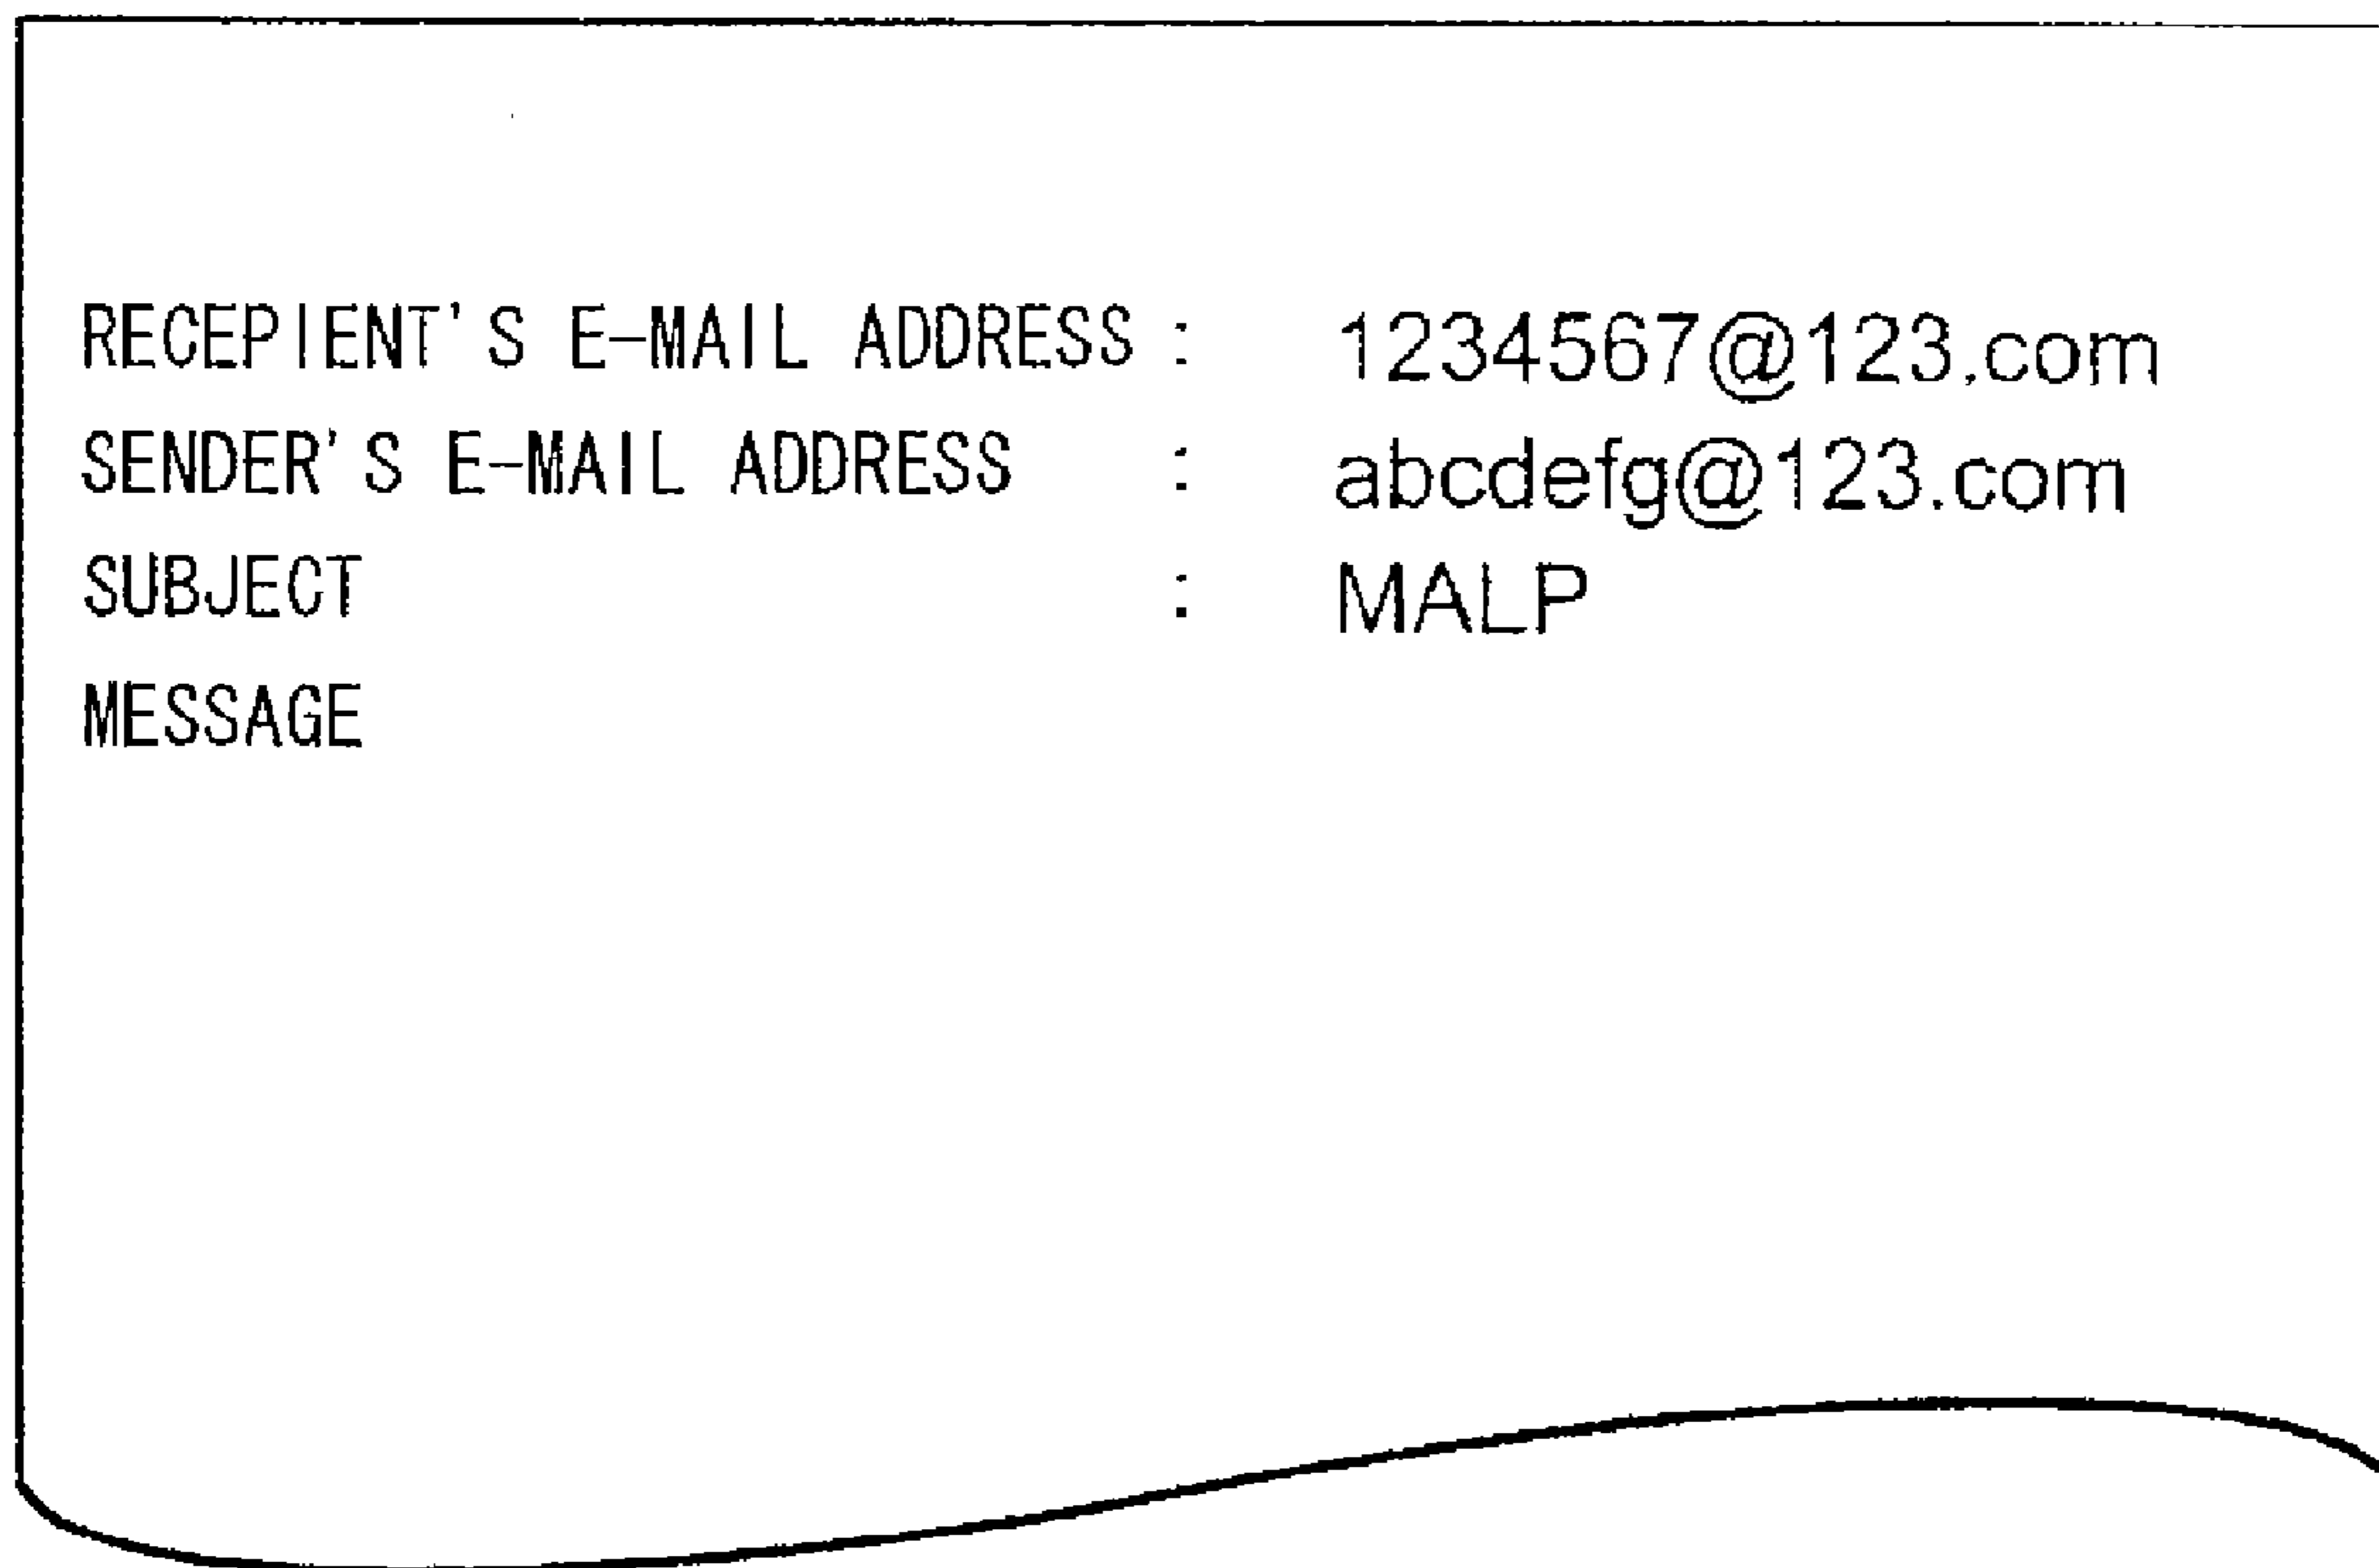 RECEPIENT'S E-MAIL ADDRESS : 1234567@123,com
SENDER'S E-MAIL ADDRESS : abcdefg@123.com
SUBJECT : MALP
MESSAGE